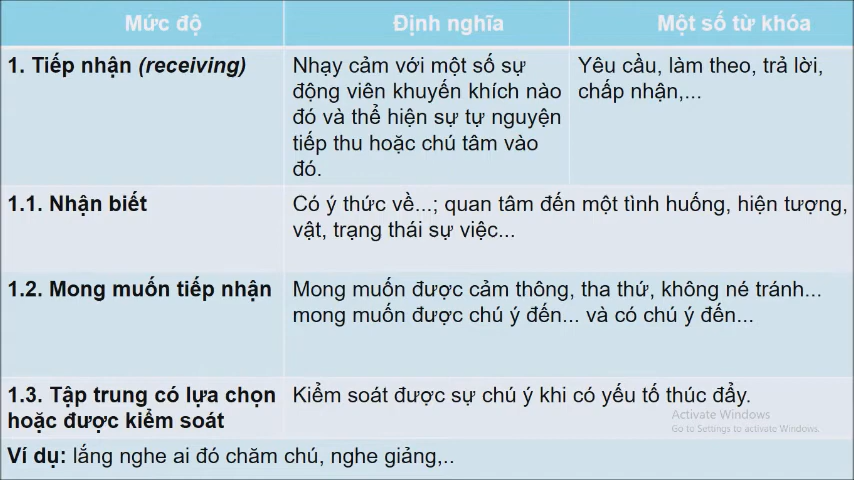 Mức độ
Định nghĩa
Một số từ khóa
1. Tiếp nhận (receiving)
Nhạy cảm với một số sự
động viên khuyến khích nào
đó và thể hiện sự tự nguyện
tiếp thu hoặc chú tâm vào
đó.
Yêu cầu, làm theo, trả lời,
chấp nhận,...
1.1. Nhận biết
Có ý thức về...; quan tâm đến một tình huống, hiện tượng,
vật, trạng thái sự việc...
1.2. Mong muốn tiếp nhận
Mong muốn được cảm thông, tha thứ, không né tránh...
mong muốn được chú ý đến... và có chú ý đến...
1.3. Tập trung có lựa chọn
hoặc được kiểm soát
Kiểm soát được sự chú ý khi có yếu tố thúc đẩy.
Activate Windows
Go to Settings to activate Windows.
Ví dụ: lắng nghe ai đó chăm chú, nghe giảng,..